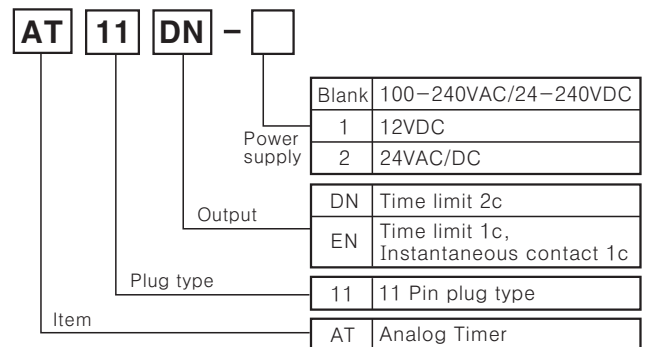 AT 11 DN -
Blank 100-240VAC/24-240VDC
1 12VDC
2 24VAC/DC
Power
supply
DN Time limit 2c
EN Time limit 1c,
Instantaneous contact 1c
Output
11 11 Pin plug type
Plug type
AT Analog Timer
Item